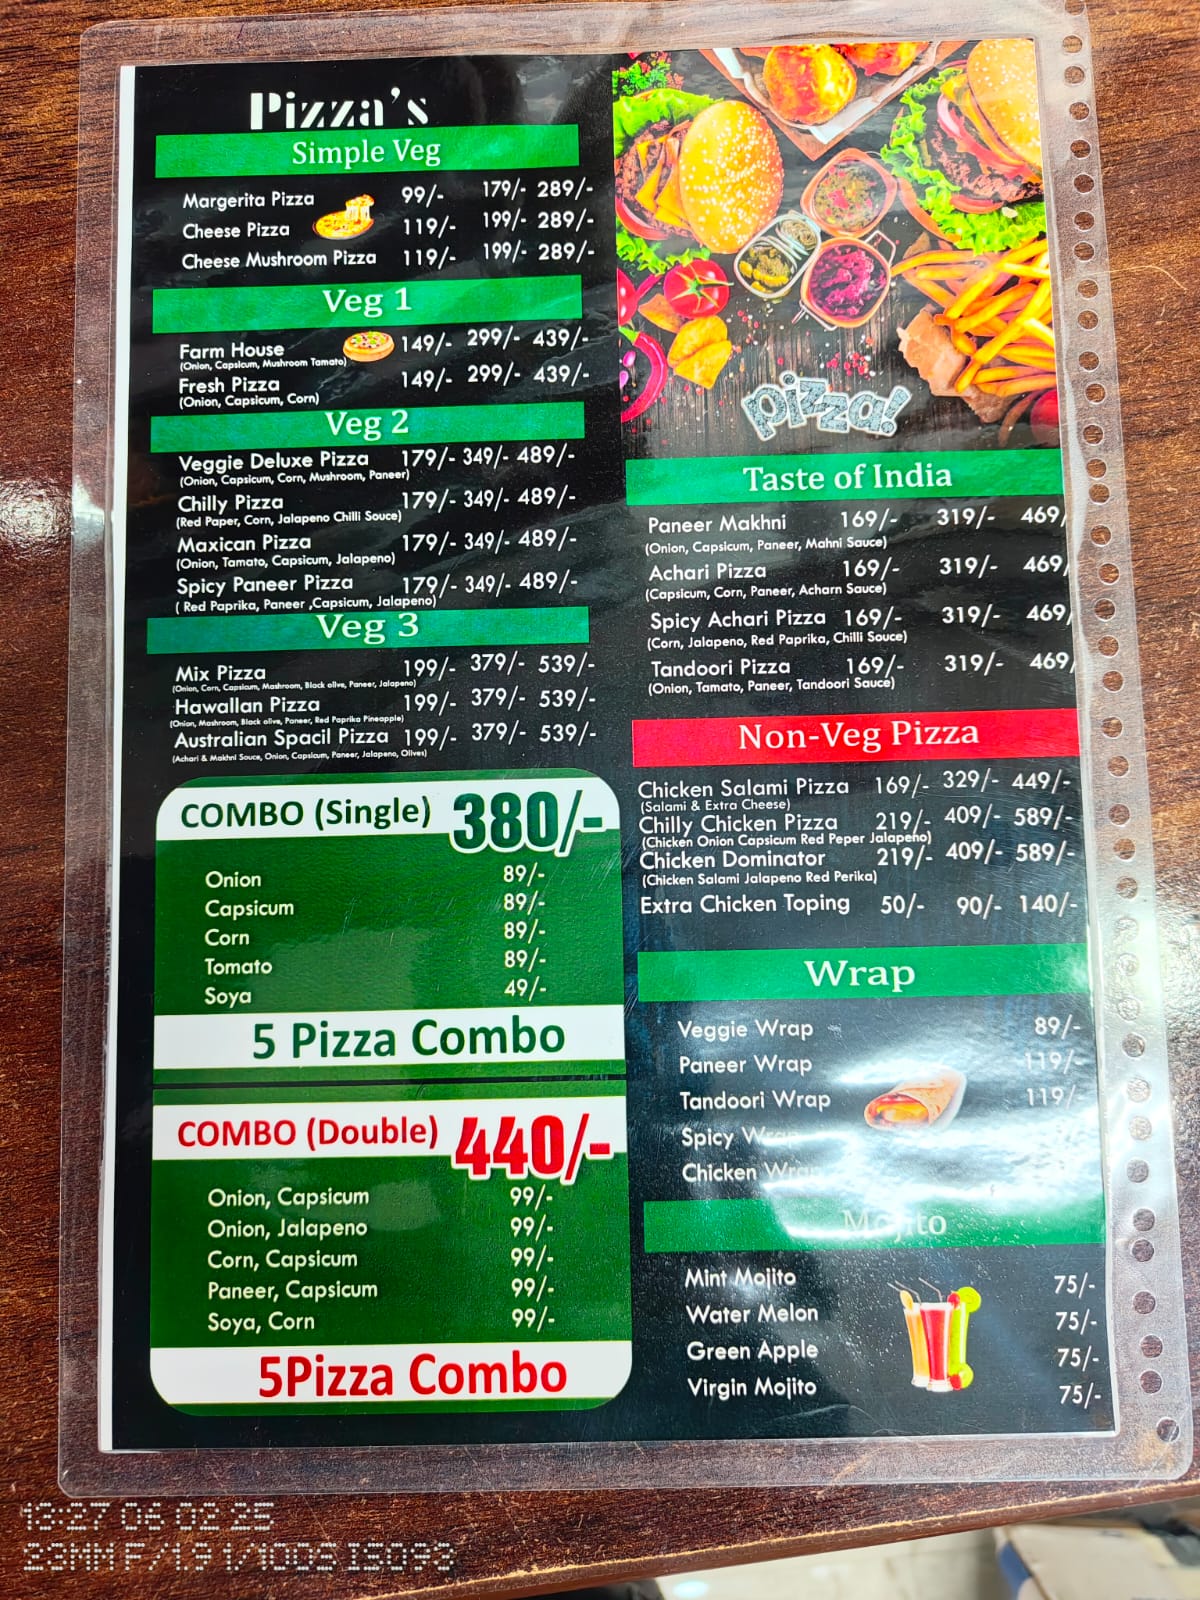 Pizza's
Simple Veg
Margerita Pizza 99/- 179/- 289/-
Cheese Pizza 119/- 199/- 289/-
Cheese Mushroom Pizza 119/- 199/- 289/-
Veg 1
Farm House 149/- 299/- 439/-
(Onion, Capsicum, Mushroom Tamato)
Fresh Pizza 149/- 299/- 439/-
(Onion, Capsicum, Corn)
Veg 2
Veggie Deluxe Pizza 179/- 349/- 489/-
(Onion, Capsicum, Corn, Mushroom, Paneer)
Chilly Pizza 179/- 349/- 489/-
(Red Paper, Corn, Jalapeno Chilli Souce)
Maxican Pizza 179/- 349/- 489/-
(Onion, Tamato, Capsicum, Jalapeno)
Spicy Paneer Pizza 179/- 349/- 489/-
( Red Paprika, Paneer ,Capsicum, Jalapeno)
Veg 3
Mix Pizza 199/- 379/- 539/-
(Onion, Corn, Capsicum, Mashroom, Black olive, Paneer, Jalapeno)
Hawallan Pizza 199/- 379/- 539/-
(Onion, Mashroom, Black olive, Paneer, Red Paprika Pineapple)
Australian Spacil Pizza 199/- 379/- 539/-
(Achari & Makhni Souce, Onion, Capsicum, Paneer, Jalapeno, Olives)
COMBO (Single) 380/-
Onion 89/-
Capsicum 89/-
Corn 89/-
Tomato 89/-
Soya 49/-
5 Pizza Combo
COMBO (Double) 440/-
Onion, Capsicum 99/-
Onion, Jalapeno 99/-
Corn, Capsicum 99/-
Paneer, Capsicum 99/-
Soya, Corn 99/-
5Pizza Combo
pizza!
Taste of India
Paneer Makhni 169/- 319/- 469/
(Onion, Capsicum, Paneer, Mahni Sauce)
Achari Pizza 169/- 319/- 469/
(Capsicum, Corn, Paneer, Acharn Sauce)
Spicy Achari Pizza 169/- 319/- 469/
(Corn, Jalapeno, Red Paprika, Chilli Souce)
Tandoori Pizza 169/- 319/- 469/
(Onion, Tamato, Paneer, Tandoori Sauce)
Non-Veg Pizza
Chicken Salami Pizza 169/- 329/- 449/-
(Salami & Extra Cheese)
Chilly Chicken Pizza 219/- 409/- 589/-
(Chicken Onion Capsicum Red Peper Jalapeño)
Chicken Dominator 219/- 409/- 589/-
(Chicken Salami Jalapeno Red Perika)
Extra Chicken Toping 50/- 90/- 140/-
Wrap
Veggie Wrap 89/-
Paneer Wrap 119/-
Tandoori Wrap 119/-
Spicy Wrap
Chicken Wrap
Mojito
Mint Mojito 75/-
Water Melon 75/-
Green Apple 75/-
Virgin Mojito 75/-
13:27 06 02 25
23MM F/1.9 1/100S ISO93